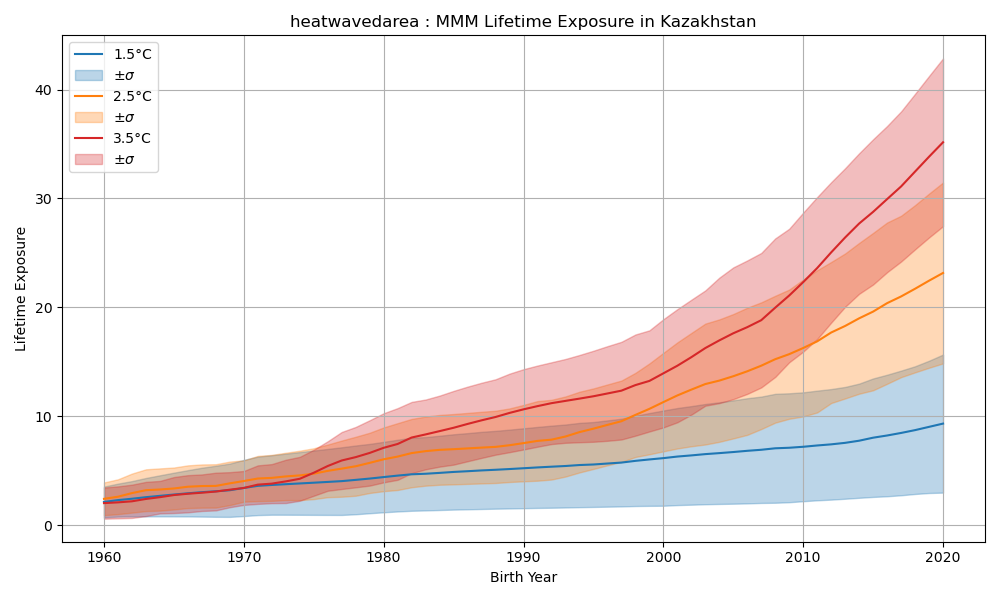 heatwavedarea : MMM Lifetime Exposure in Kazakhstan
1.5°C
±σ
2.5°C
±σ
3.5°C
±σ
Lifetime Exposure
40
30
20
10
0
1960 1970 1980 1990 2000 2010 2020
Birth Year